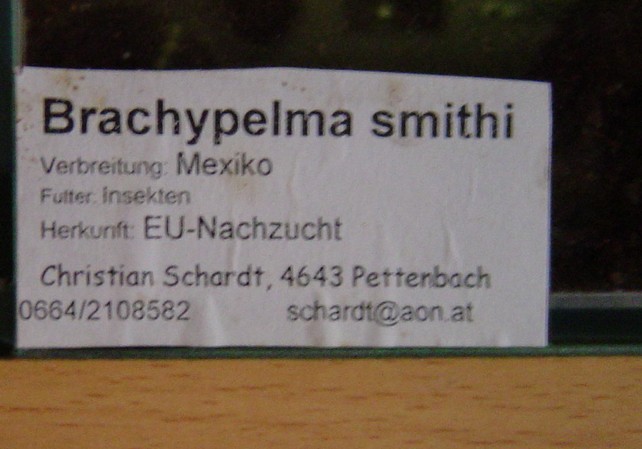 Brachypelma smithi
Verbreitung: Mexiko
Futter: Insekten
Herkunft: EU-Nachzucht
Christian Schardt, 4643 Pettenbach
0664/2108582 schardt@aon.at